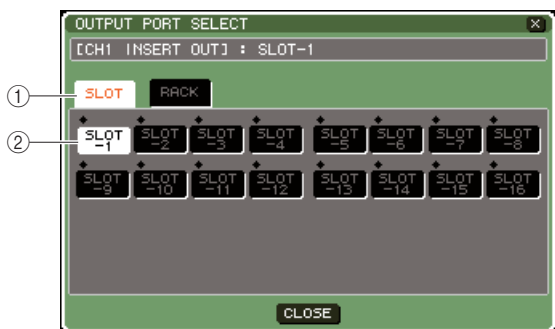 OUTPUT PORT SELECT X
[CH1 INSERT OUT] : SLOT-1
① SLOT RACK
② SLOT-1 SLOT-2 SLOT-3 SLOT-4 SLOT-5 SLOT-6 SLOT-7 SLOT-8
SLOT-9 SLOT-10 SLOT-11 SLOT-12 SLOT-13 SLOT-14 SLOT-15 SLOT-16
CLOSE